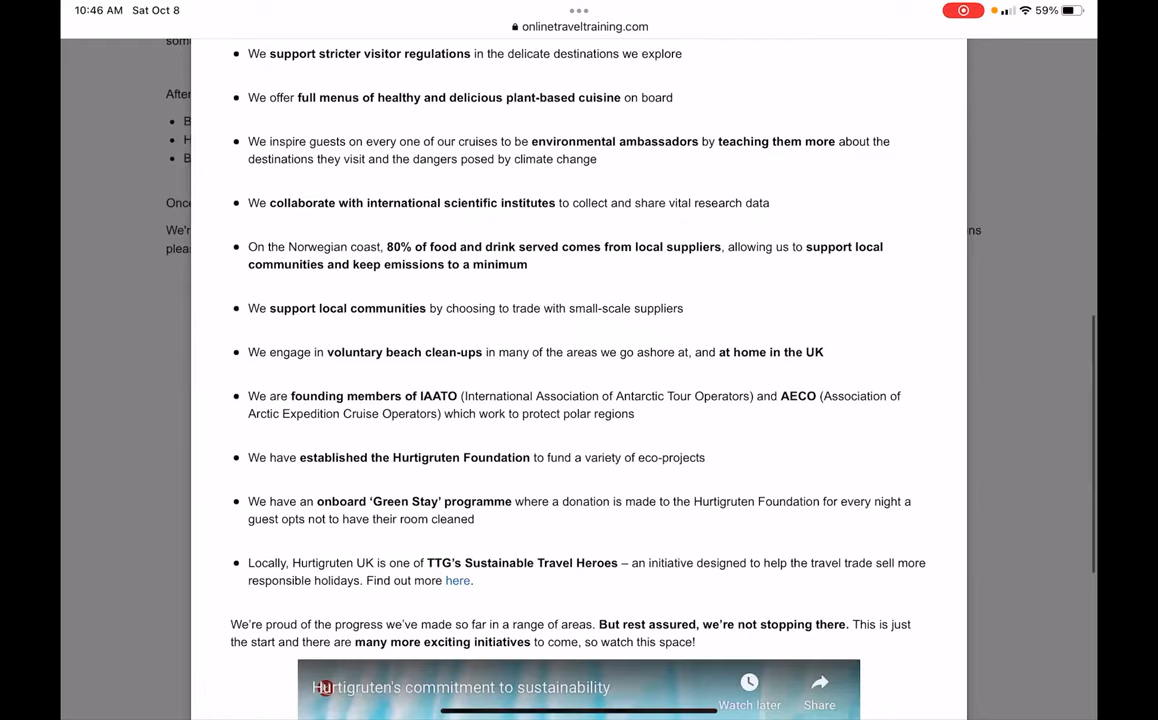 10:46 AM Sat Oct 8
59%
onlinetraveltraining.com
• We support stricter visitor regulations in the delicate destinations we explore
After
• We offer full menus of healthy and delicious plant-based cuisine on board
• B
• H
• We inspire guests on every one of our cruises to be environmental ambassadors by teaching them more about the
• B
destinations they visit and the dangers posed by climate change
Once
• We collaborate with international scientific institutes to collect and share vital research data
We're
ns
pleas
• On the Norwegian coast, 80% of food and drink served comes from local suppliers, allowing us to support local
communities and keep emissions to a minimum
• We support local communities by choosing to trade with small-scale suppliers
• We engage in voluntary beach clean-ups in many of the areas we go ashore at, and at home in the UK
• We are founding members of IAATO (International Association of Antarctic Tour Operators) and AECO (Association of
Arctic Expedition Cruise Operators) which work to protect polar regions
• We have established the Hurtigruten Foundation to fund a variety of eco-projects
• We have an onboard ‘Green Stay’ programme where a donation is made to the Hurtigruten Foundation for every night a
guest opts not to have their room cleaned
• Locally, Hurtigruten UK is one of TTG’s Sustainable Travel Heroes – an initiative designed to help the travel trade sell more
responsible holidays. Find out more here.
We’re proud of the progress we’ve made so far in a range of areas. But rest assured, we’re not stopping there. This is just
the start and there are many more exciting initiatives to come, so watch this space!
Hurtigruten's commitment to sustainability
Watch later
Share